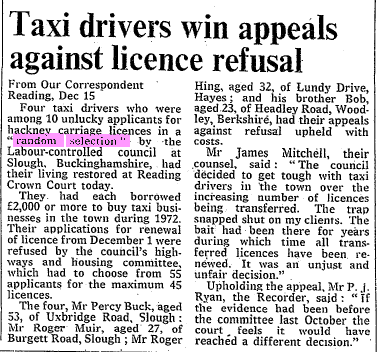 Taxi drivers win appeals
against licence refusal
From Our Correspondent
Reading, Dec 15
Four taxi drivers who were
among 10 unlucky applicants for
hackney carriage licences in a
“random selection” by the
Labour-controlled council at
Slough, Buckinghamshire, had
their living restored at Reading
Crown Court today.
They had each borrowed
£2,000 or more to buy taxi busi-
nesses in the town during 1972.
Their applications for renewal
of licence from December 1 were
refused by the council's high-
ways and housing committee,
which had to choose from 55
applicants for the maximum 45
licences.
The four, Mr Percy Buck, aged
53, of Uxbridge Road, Slough;
Mr Roger Muir, aged 27, of
Burgett Road, Slough; Mr Roger
Hing, aged 32, of Lundy Drive,
Hayes; and his brother Bob,
aged 23, of Headley Road, Wood-
ley, Berkshire, had their appeals
against refusal upheld with
costs.
Mr James Mitchell, their
counsel, said: “The council
decided to get tough with taxi
drivers in the town over the
increasing number of licences
being transferred. The trap
snapped shut on my clients. The
bait had been there for years
during which time all trans-
ferred licences have been re-
newed. It was an unjust and
unfair decision.”
Upholding the appeal, Mr P. J.
Ryan, the Recorder, said: “if
the evidence had been before
the committee last October the
court feels it would have
reached a different decision.”